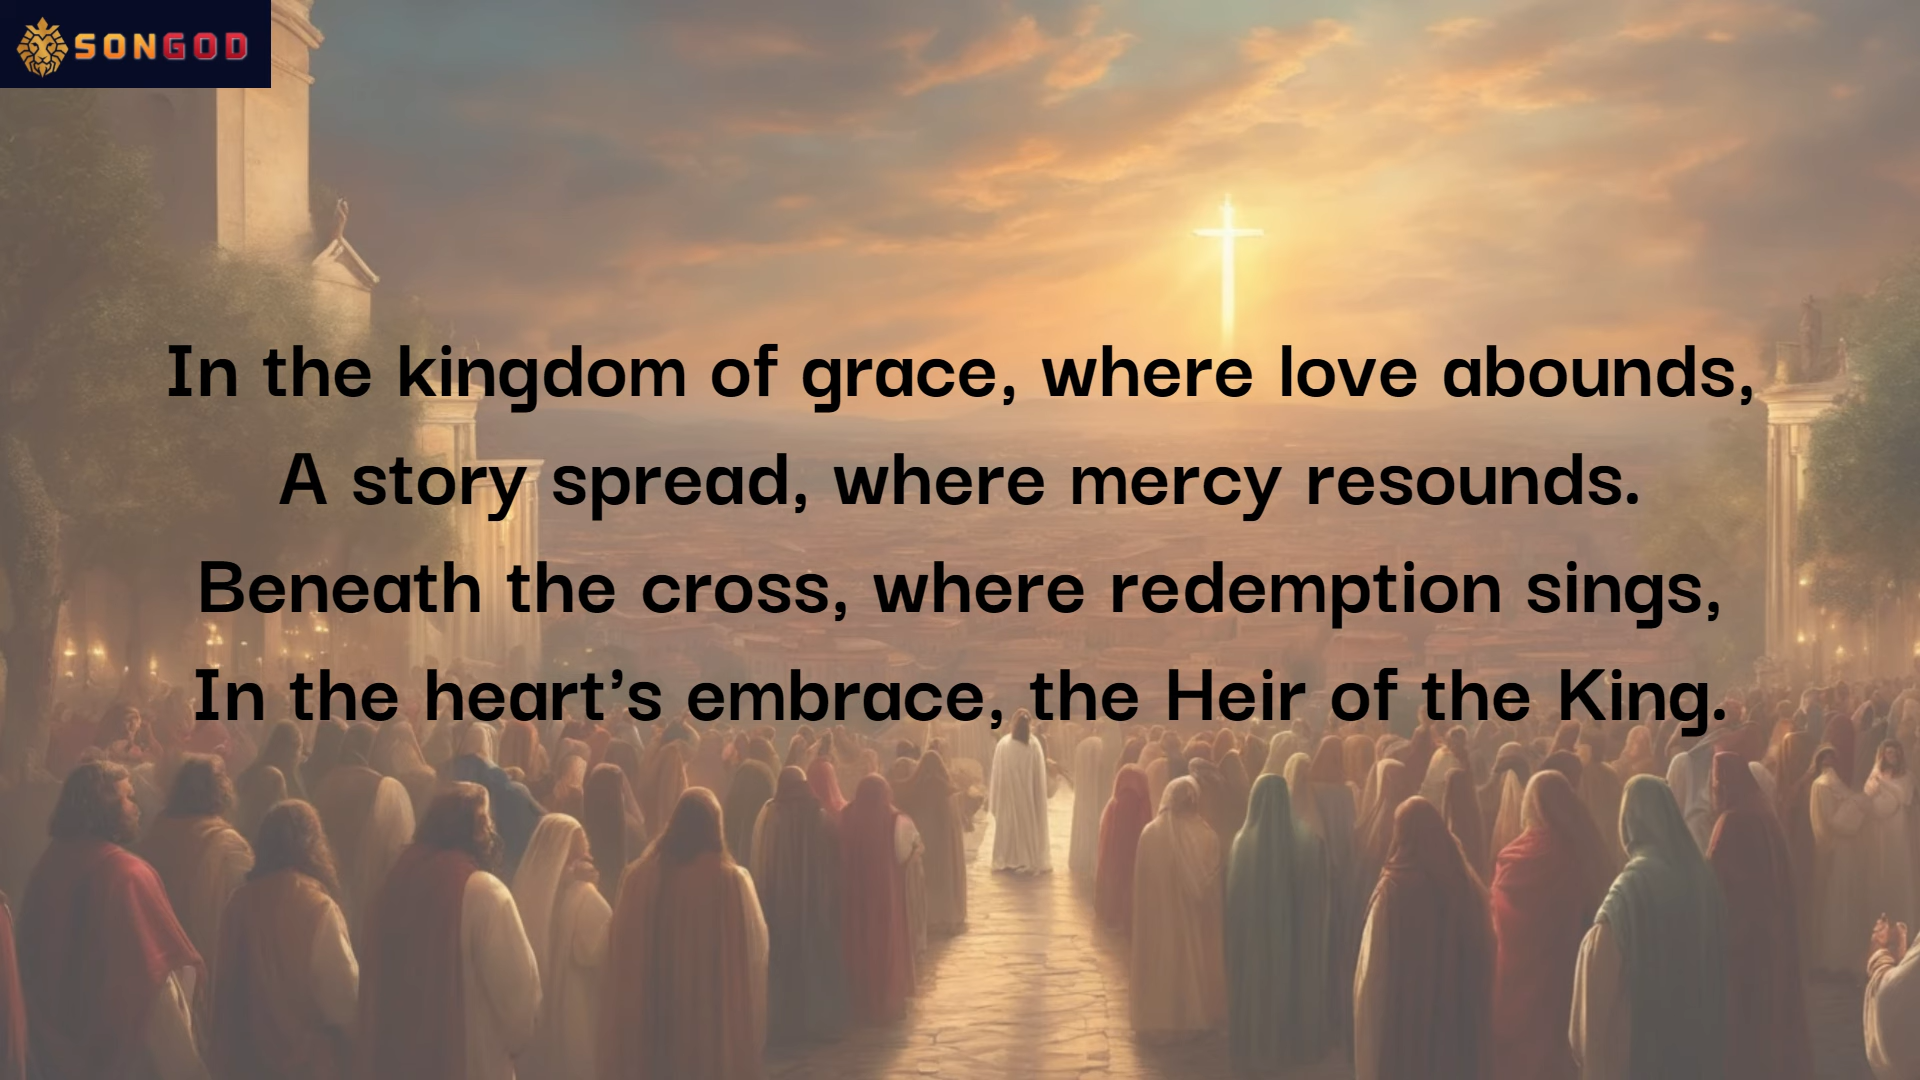 SONGOD
In the kingdom of grace, where love abounds,
A story spread, where mercy resounds.
Beneath the cross, where redemption sings,
In the heart’s embrace, the Heir of the King.